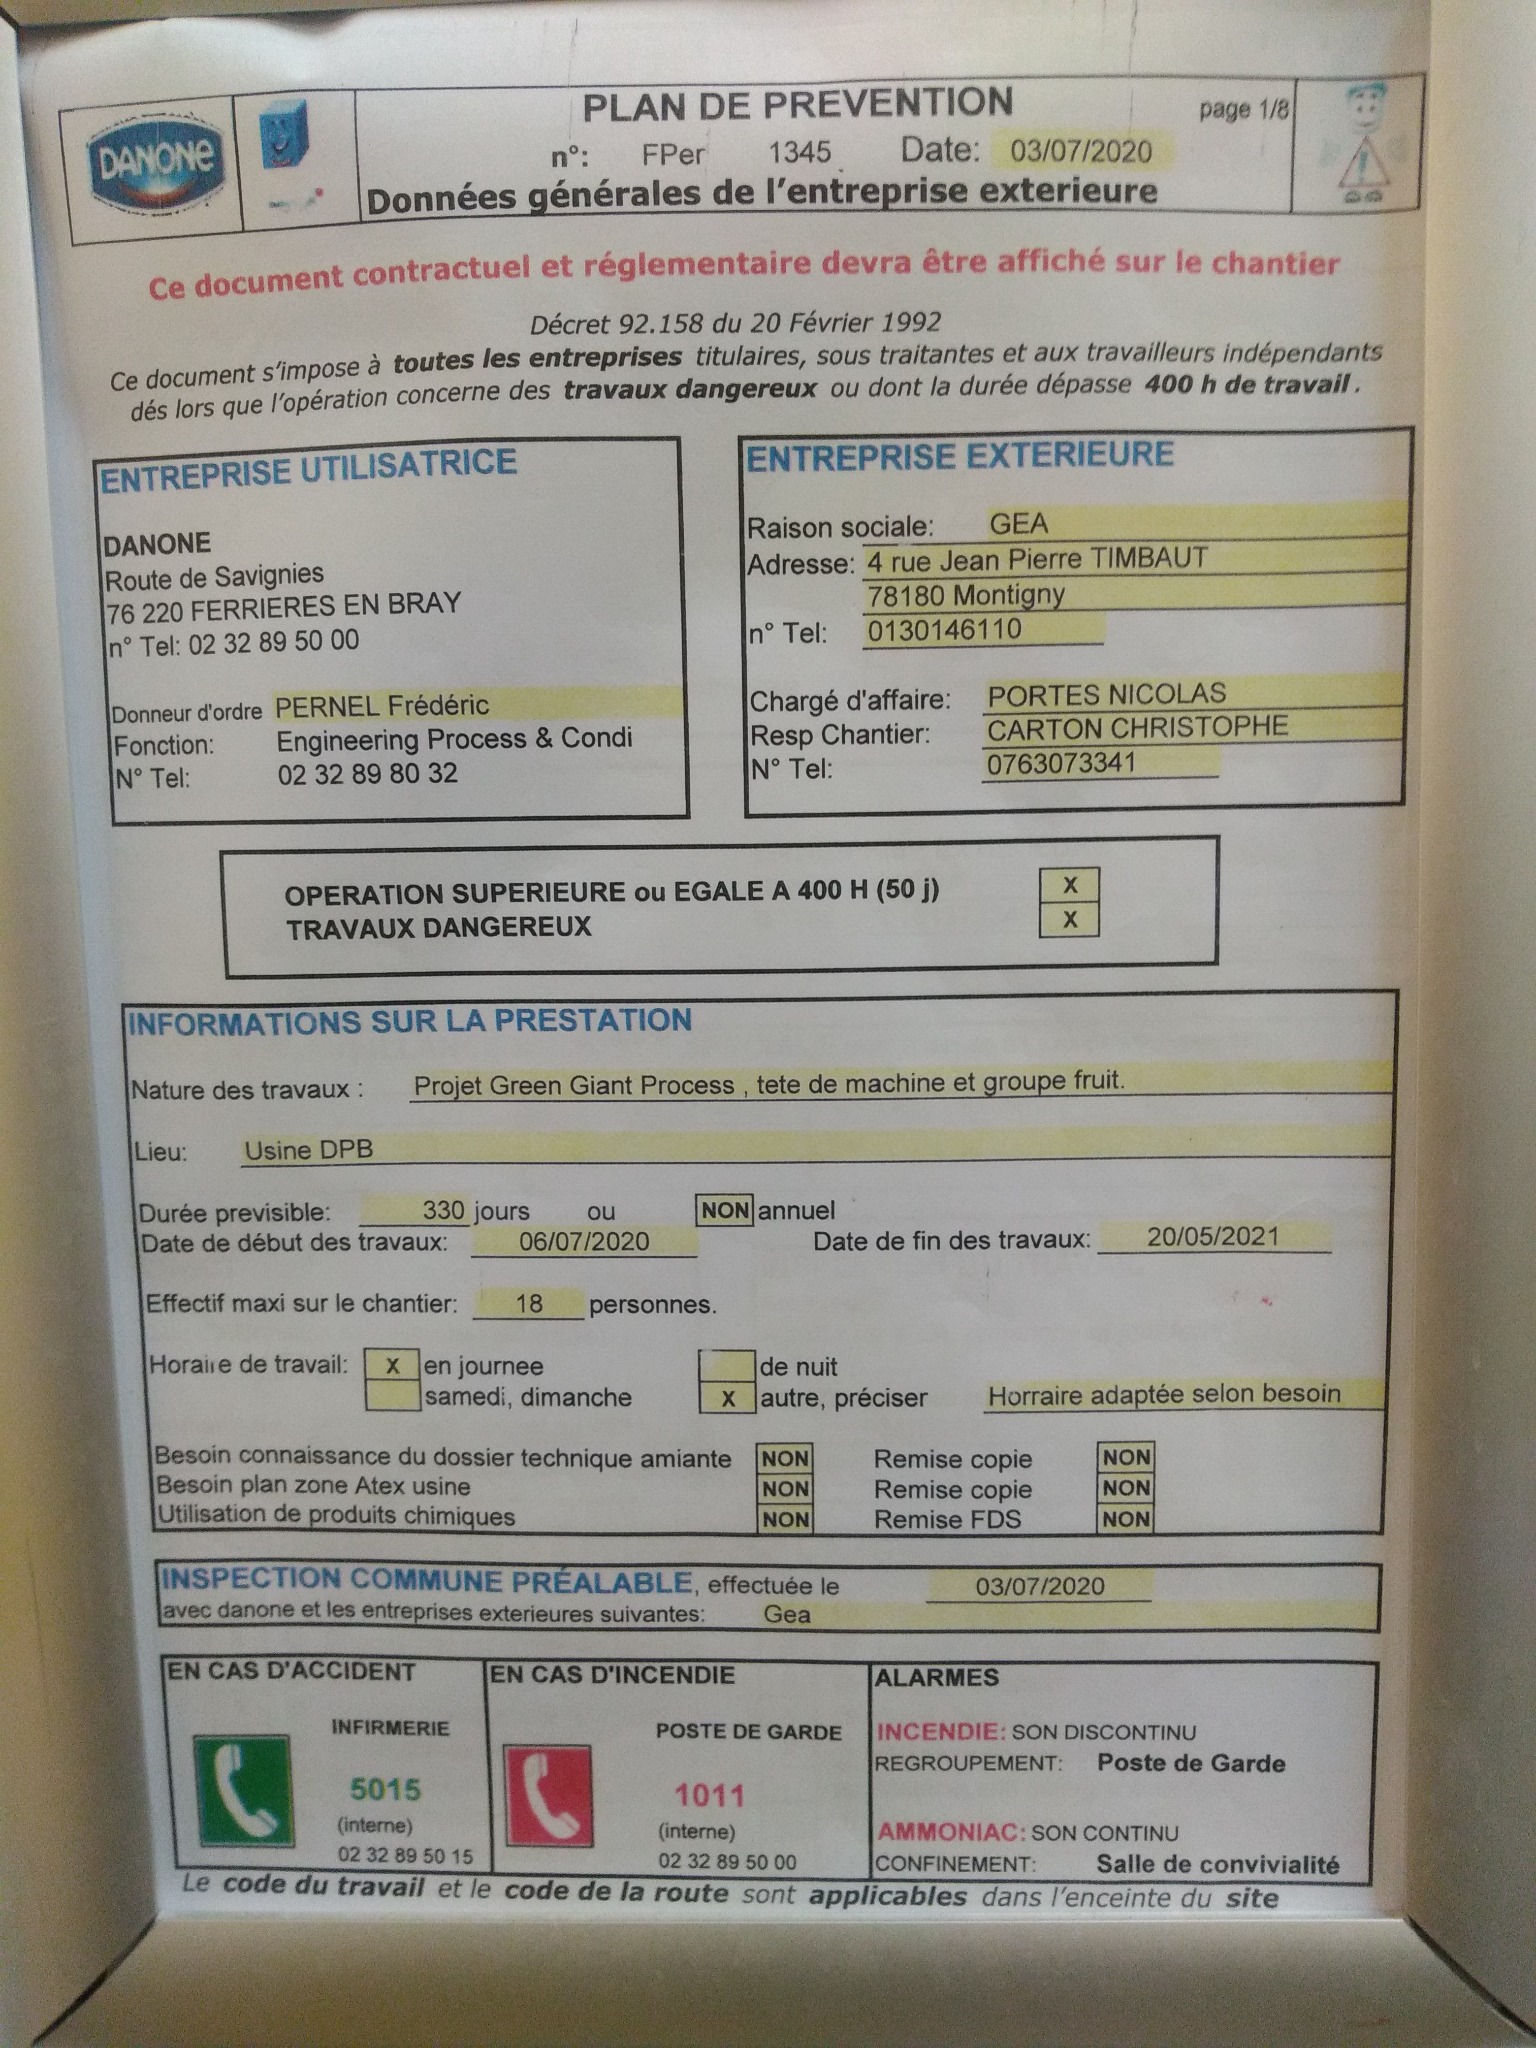 DANONE
PLAN DE PREVENTION page 1/8
n°: FPer 1345 Date: 03/07/2020
Données générales de l'entreprise exterieure
Ce document contractuel et réglementaire devra être affiché sur le chantier
Décret 92.158 du 20 Février 1992
Ce document s'impose à toutes les entreprises titulaires, sous traitantes et aux travailleurs indépendants
dés lors que l'opération concerne des travaux dangereux ou dont la durée dépasse 400 h de travail.
ENTREPRISE UTILISATRICE
DANONE
Route de Savignies
76 220 FERRIERES EN BRAY
n° Tel: 02 32 89 50 00
Donneur d'ordre PERNEL Frédéric
Fonction: Engineering Process & Condi
N° Tel: 02 32 89 80 32
ENTREPRISE EXTERIEURE
Raison sociale: GEA
Adresse: 4 rue Jean Pierre TIMBAUT
78180 Montigny
n° Tel: 0130146110
Chargé d'affaire: PORTES NICOLAS
Resp Chantier: CARTON CHRISTOPHE
N° Tel: 0763073341
OPERATION SUPERIEURE ou EGALE A 400 H (50 j) X
TRAVAUX DANGEREUX X
INFORMATIONS SUR LA PRESTATION
Nature des travaux : Projet Green Giant Process , tete de machine et groupe fruit.
Lieu: Usine DPB
Durée previsible: 330 jours ou NON annuel
Date de début des travaux: 06/07/2020 Date de fin des travaux: 20/05/2021
Effectif maxi sur le chantier: 18 personnes.
Horaire de travail: X en journee de nuit
samedi, dimanche X autre, préciser Horraire adaptée selon besoin
Besoin connaissance du dossier technique amiante NON Remise copie NON
Besoin plan zone Atex usine NON Remise copie NON
Utilisation de produits chimiques NON Remise FDS NON
INSPECTION COMMUNE PRÉALABLE, effectuée le 03/07/2020
avec danone et les entreprises exterieures suivantes: Gea
EN CAS D'ACCIDENT
INFIRMERIE
5015
(interne)
02 32 89 50 15
EN CAS D'INCENDIE
POSTE DE GARDE
1011
(interne)
02 32 89 50 00
ALARMES
INCENDIE: SON DISCONTINU
REGROUPEMENT: Poste de Garde
AMMONIAC: SON CONTINU
CONFINEMENT: Salle de convivialité
Le code du travail et le code de la route sont applicables dans l'enceinte du site